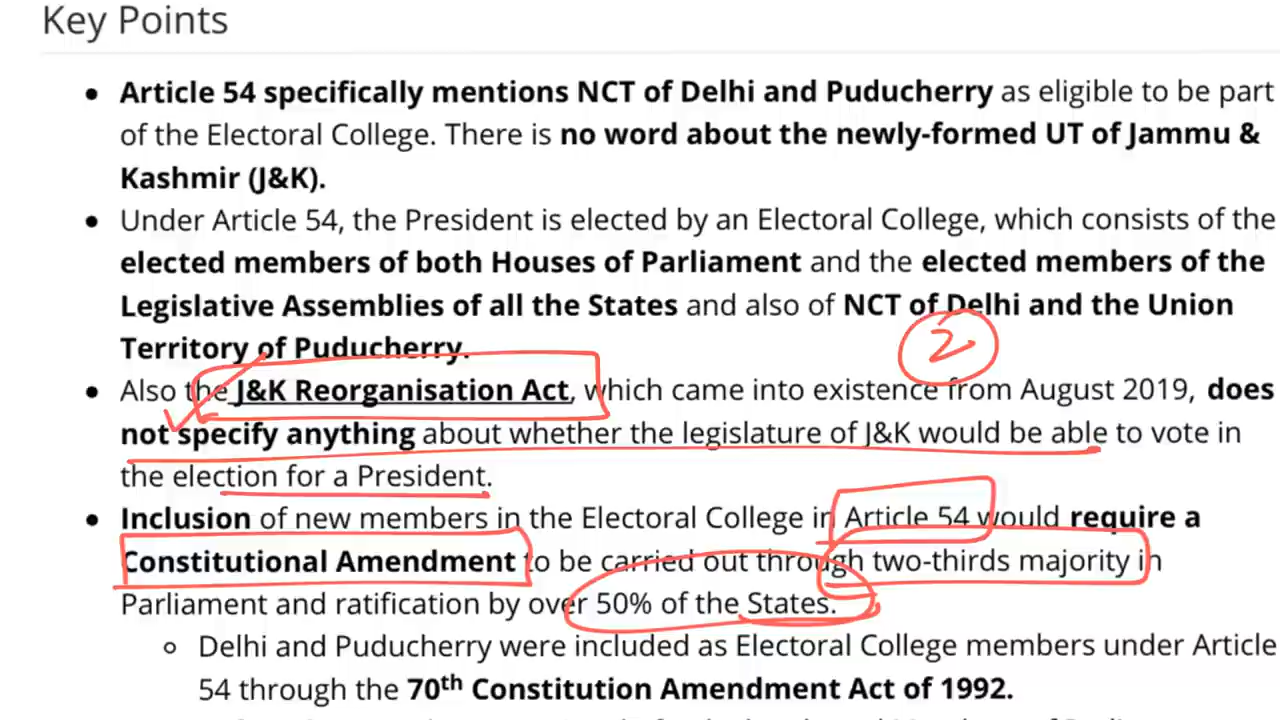 Key Points
• Article 54 specifically mentions NCT of Delhi and Puducherry as eligible to be part
of the Electoral College. There is no word about the newly-formed UT of Jammu &
Kashmir (J&K).
• Under Article 54, the President is elected by an Electoral College, which consists of the
elected members of both Houses of Parliament and the elected members of the
Legislative Assemblies of all the States and also of NCT of Delhi and the Union
Territory of Puducherry.
2
• Also the J&K Reorganisation Act, which came into existence from August 2019, does
not specify anything about whether the legislature of J&K would be able to vote in
the election for a President.
• Inclusion of new members in the Electoral College in Article 54 would require a
Constitutional Amendment to be carried out through two-thirds majority in
Parliament and ratification by over 50% of the States.
○ Delhi and Puducherry were included as Electoral College members under Article
54 through the 70th Constitution Amendment Act of 1992.